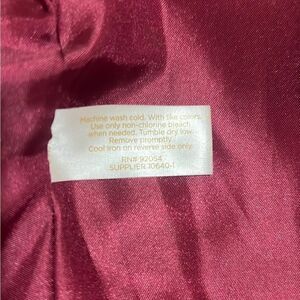 Machine wash cold. With like colors.
Use only non-chlorine bleach
when needed. Tumble dry low.
Remove promptly.
Cool iron on reverse side only.
RN# 92054
SUPPLIER 10640-1